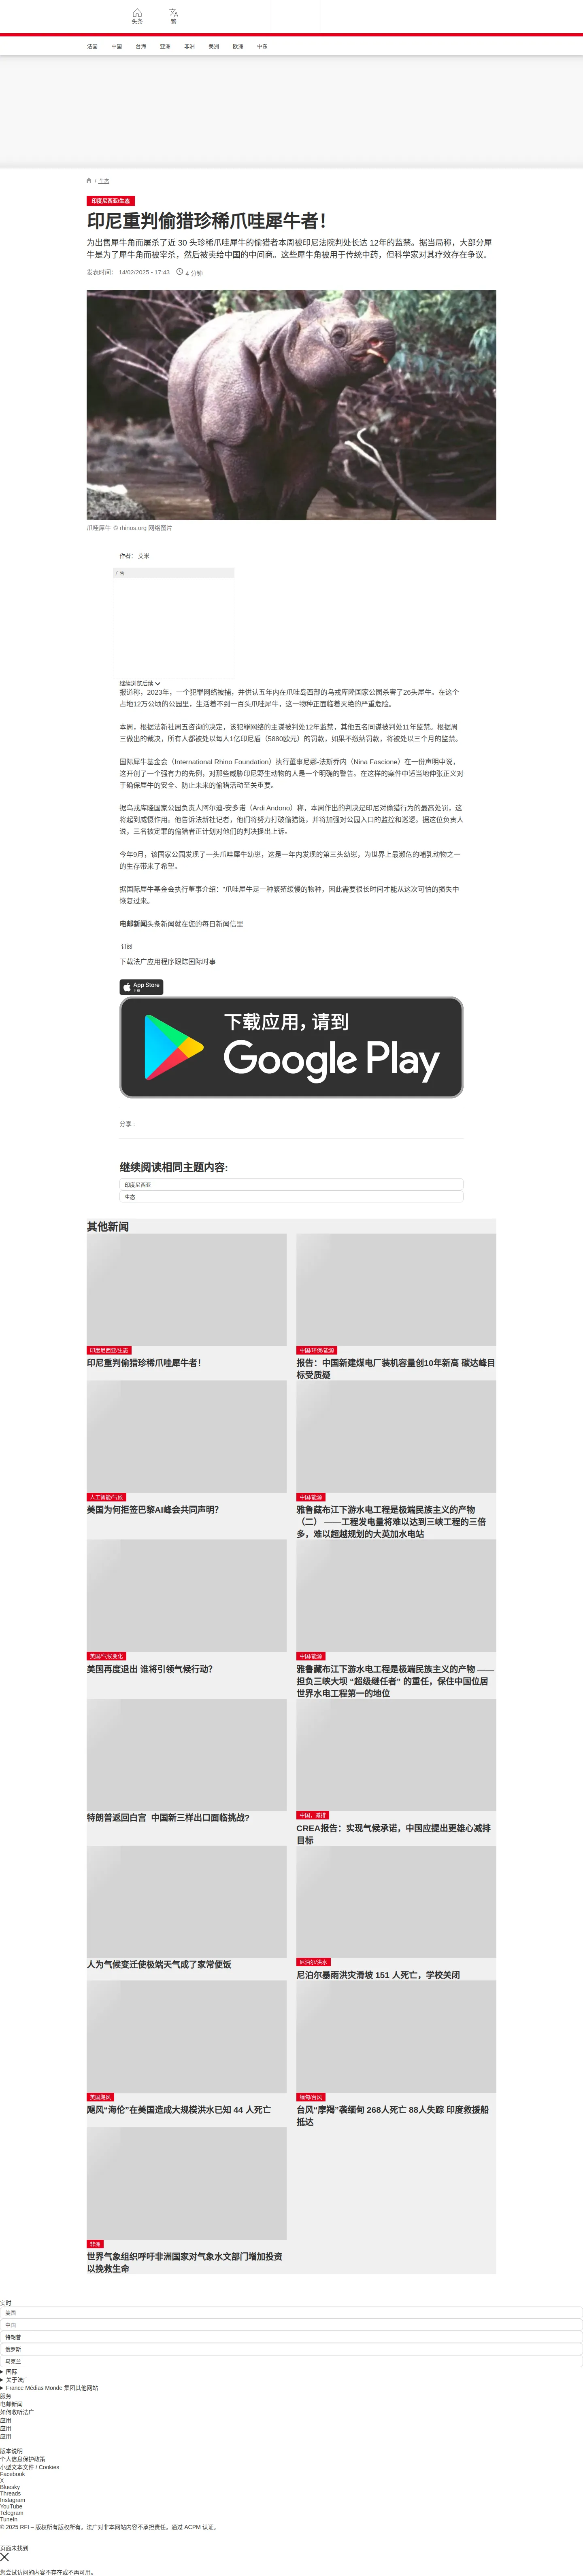 头条
繁
法国
中国
台海
亚洲
非洲
美洲
欧洲
中东
/ 生态
印度尼西亚/生态
印尼重判偷猎珍稀爪哇犀牛者！
为出售犀牛角而屠杀了近 30 头珍稀爪哇犀牛的偷猎者本周被印尼法院判处长达 12年的监禁。据当局称，大部分犀
牛是为了犀牛角而被宰杀，然后被卖给中国的中间商。这些犀牛角被用于传统中药，但科学家对其疗效存在争议。
发表时间： 14/02/2025 - 17:43
4 分钟
爪哇犀牛 © rhinos.org 网络图片
作者： 艾米
广告
继续浏览后续
报道称，2023年，一个犯罪网络被捕，并供认五年内在爪哇岛西部的乌戎库隆国家公园杀害了26头犀牛。在这个
占地12万公顷的公园里，生活着不到一百头爪哇犀牛，这一物种正面临着灭绝的严重危险。
本周，根据法新社周五咨询的决定，该犯罪网络的主谋被判处12年监禁，其他五名同谋被判处11年监禁。根据周
三做出的裁决，所有人都被处以每人1亿印尼盾（5880欧元）的罚款，如果不缴纳罚款，将被处以三个月的监禁。
国际犀牛基金会（International Rhino Foundation）执行董事尼娜-法斯乔内（Nina Fascione）在一份声明中说，
这开创了一个强有力的先例，对那些威胁印尼野生动物的人是一个明确的警告。在这样的案件中适当地伸张正义对
于确保犀牛的安全、防止未来的偷猎活动至关重要。
据乌戎库隆国家公园负责人阿尔迪-安多诺（Ardi Andono）称，本周作出的判决是印尼对偷猎行为的最高处罚，这
将起到威慑作用。他告诉法新社记者，他们将努力打破偷猎链，并将加强对公园入口的监控和巡逻。据这位负责人
说，三名被定罪的偷猎者正计划对他们的判决提出上诉。
今年9月，该国家公园发现了一头爪哇犀牛幼崽，这是一年内发现的第三头幼崽，为世界上最濒危的哺乳动物之一
的生存带来了希望。
据国际犀牛基金会执行董事介绍：“爪哇犀牛是一种繁殖缓慢的物种，因此需要很长时间才能从这次可怕的损失中
恢复过来。
电邮新闻头条新闻就在您的每日新闻信里
订阅
下载法广应用程序跟踪国际时事
App Store
下载
下载应用，请到
Google Play
分享 :
继续阅读相同主题内容:
印度尼西亚
生态
其他新闻
印度尼西亚/生态
印尼重判偷猎珍稀爪哇犀牛者！
中国/环保/能源
报告：中国新建煤电厂装机容量创10年新高 碳达峰目
标受质疑
人工智能/气候
美国为何拒签巴黎AI峰会共同声明？
中国/能源
雅鲁藏布江下游水电工程是极端民族主义的产物
（二） ——工程发电量将难以达到三峡工程的三倍
多，难以超越规划的大英加水电站
美国/气候变化
美国再度退出 谁将引领气候行动？
中国/能源
雅鲁藏布江下游水电工程是极端民族主义的产物 ——
担负三峡大坝 “超级继任者” 的重任，保住中国位居
世界水电工程第一的地位
特朗普返回白宫 中国新三样出口面临挑战?
中国，减排
CREA报告：实现气候承诺，中国应提出更雄心减排
目标
人为气候变迁使极端天气成了家常便饭
尼泊尔/洪水
尼泊尔暴雨洪灾滑坡 151 人死亡，学校关闭
美国飓风
飓风“海伦”在美国造成大规模洪水已知 44 人死亡
缅甸/台风
台风“摩羯”袭缅甸 268人死亡 88人失踪 印度救援船
抵达
非洲
世界气象组织呼吁非洲国家对气象水文部门增加投资
以挽救生命
实时
美国
中国
特朗普
俄罗斯
乌克兰
国际
关于法广
France Médias Monde 集团其他网站
服务
电邮新闻
如何收听法广
应用
应用
应用
版本说明
个人信息保护政策
小型文本文件 / Cookies
Facebook
X
Bluesky
Threads
Instagram
YouTube
Telegram
TuneIn
© 2025 RFI – 版权所有版权所有。法广对非本网站内容不承担责任。通过 ACPM 认证。
页面未找到
您尝试访问的内容不存在或不再可用。